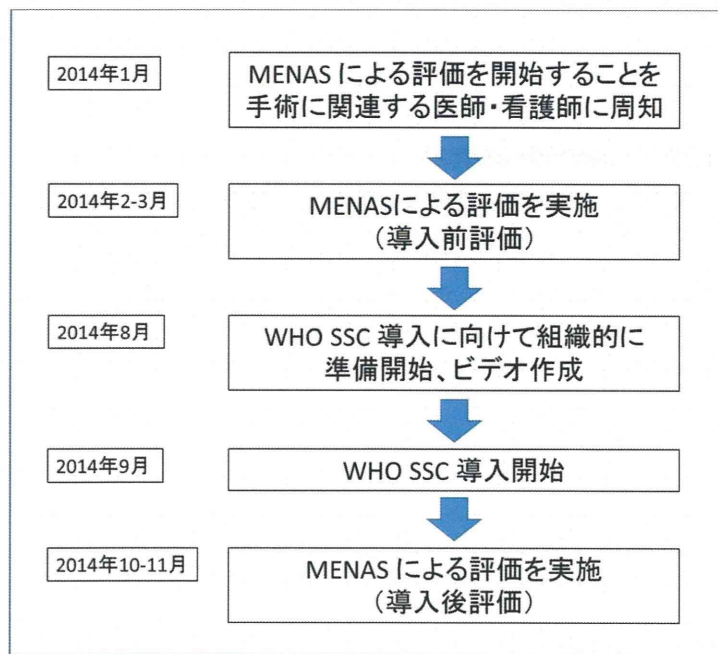 2014年1月
MENAS による評価を開始することを
手術に関連する医師・看護師に周知
2014年2-3月
MENASによる評価を実施
（導入前評価）
2014年8月
WHO SSC 導入に向けて組織的に
準備開始、ビデオ作成
2014年9月
WHO SSC 導入開始
2014年10-11月
MENAS による評価を実施
（導入後評価）